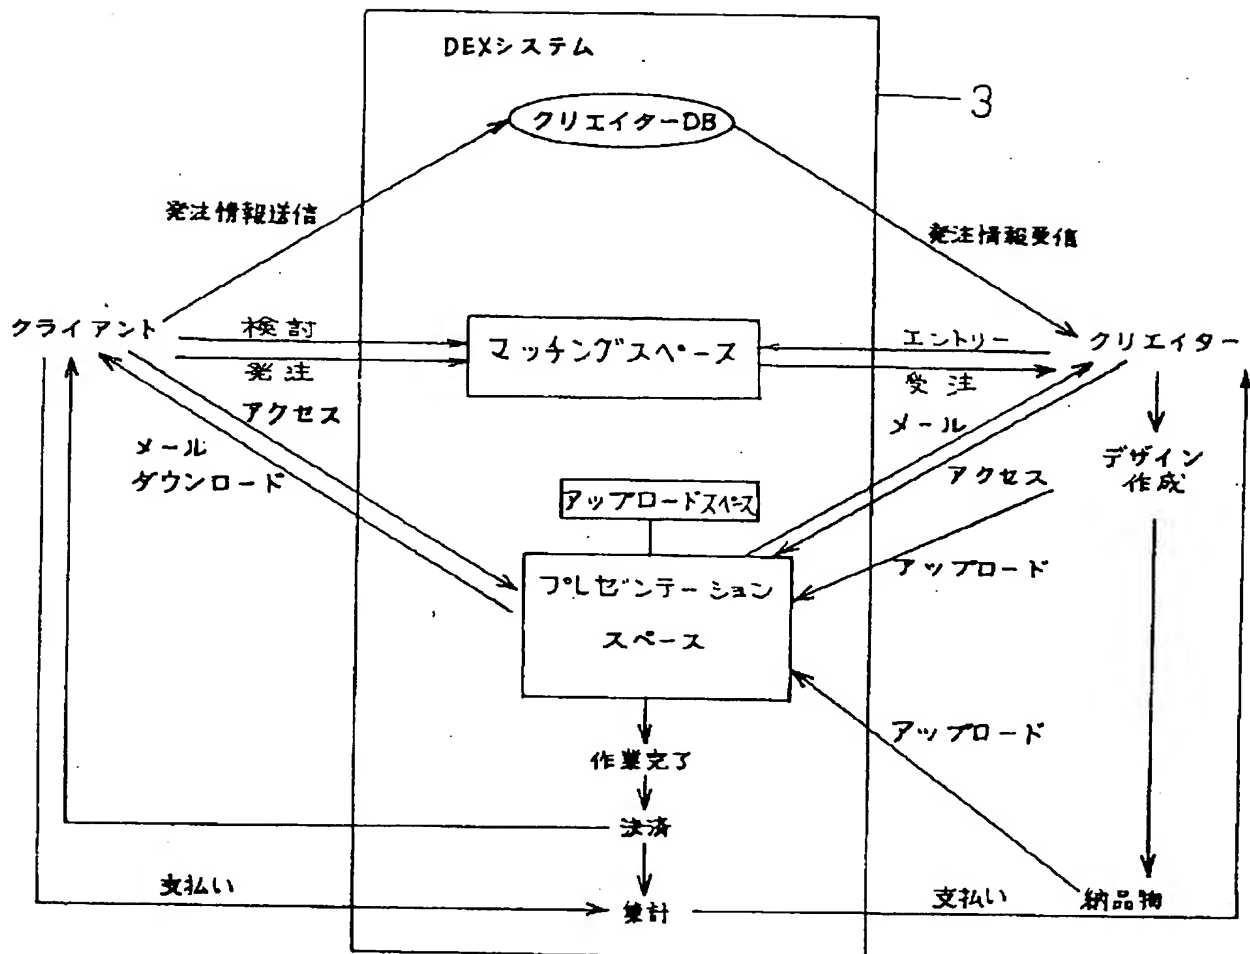 DEXシステム
3
クリエイターDB
発注情報送信
発注情報受信
クライアント
検討
発注
マッチングスペース
エントリー
受注
クリエイター
アクセス
メール
ダウンロード
メール
アクセス
デザイン
作成
アップロードスペース
プレゼンテーション
スペース
アップロード
アップロード
作業完了
決済
支払い
集計
支払い
納品物